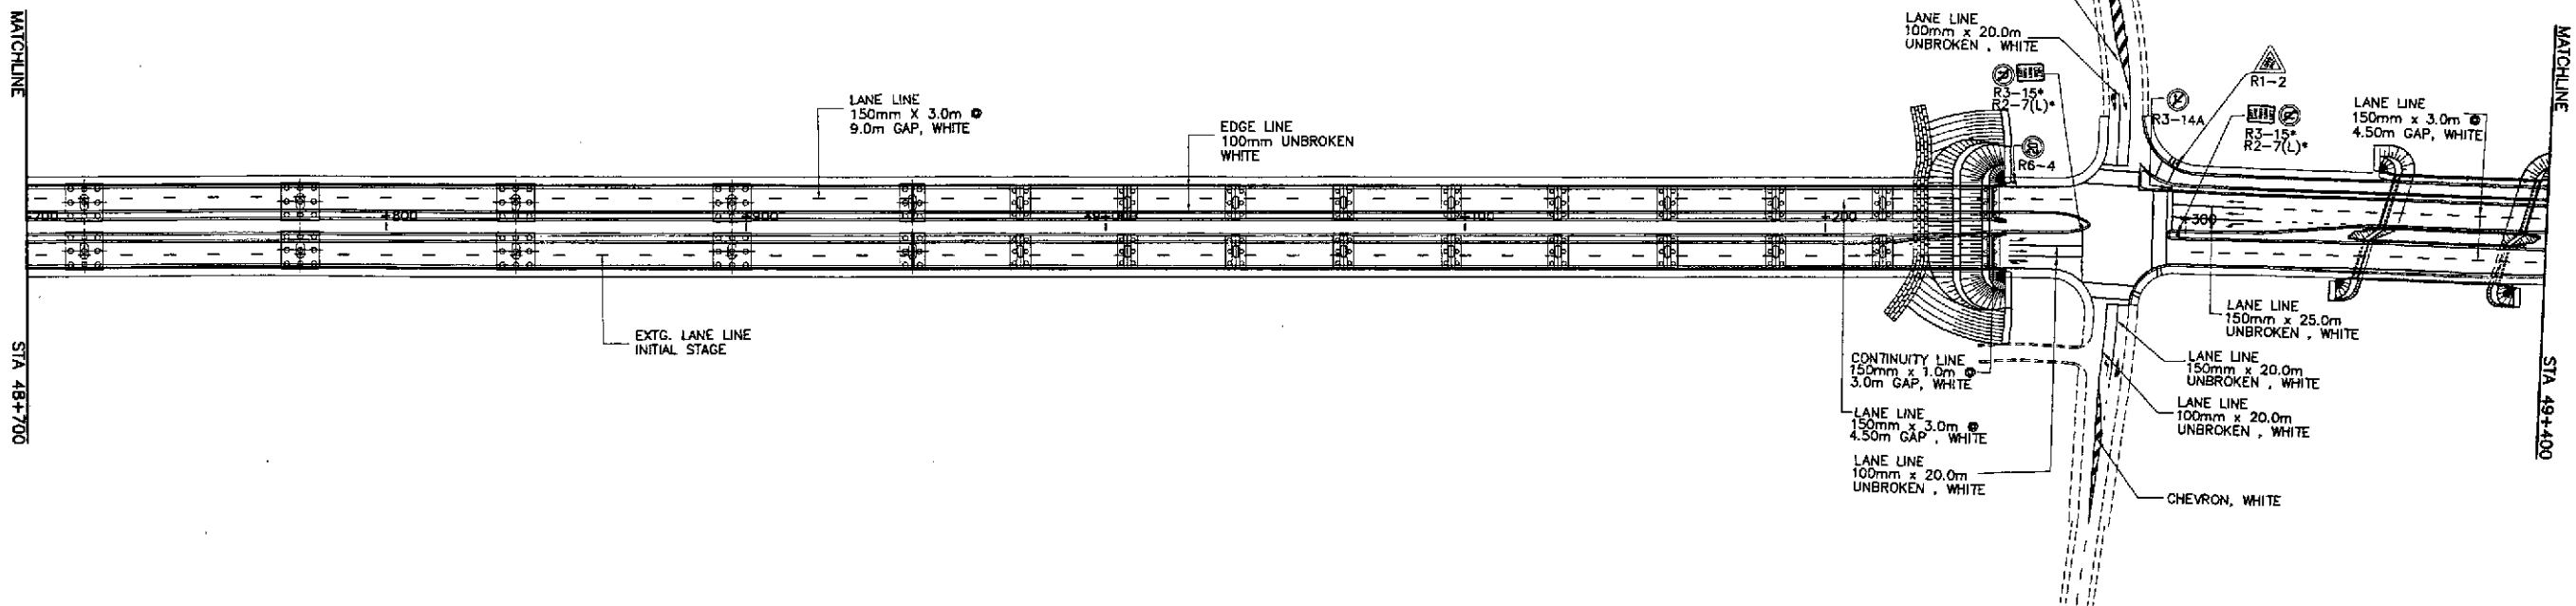 MATCHLINE
STA 48+700
LANE LINE
150mm X 3.0m @
9.0m GAP, WHITE
EDGE LINE
100mm UNBROKEN
WHITE
EXTG. LANE LINE
INITIAL STAGE
+700
+800
+900
49+000
+100
+200
+300
LANE LINE
100mm x 20.0m
UNBROKEN , WHITE
R3-15*
R2-7(L)*
R6-4
R3-14A
R1-2
R3-15*
R2-7(L)*
LANE LINE
150mm x 3.0m @
4.50m GAP, WHITE
CONTINUITY LINE
150mm x 1.0m @
3.0m GAP, WHITE
LANE LINE
150mm x 3.0m @
4.50m GAP , WHITE
LANE LINE
100mm x 20.0m
UNBROKEN , WHITE
LANE LINE
150mm x 25.0m
UNBROKEN , WHITE
LANE LINE
150mm x 20.0m
UNBROKEN , WHITE
LANE LINE
100mm x 20.0m
UNBROKEN , WHITE
CHEVRON, WHITE
MATCHLINE
STA 49+400